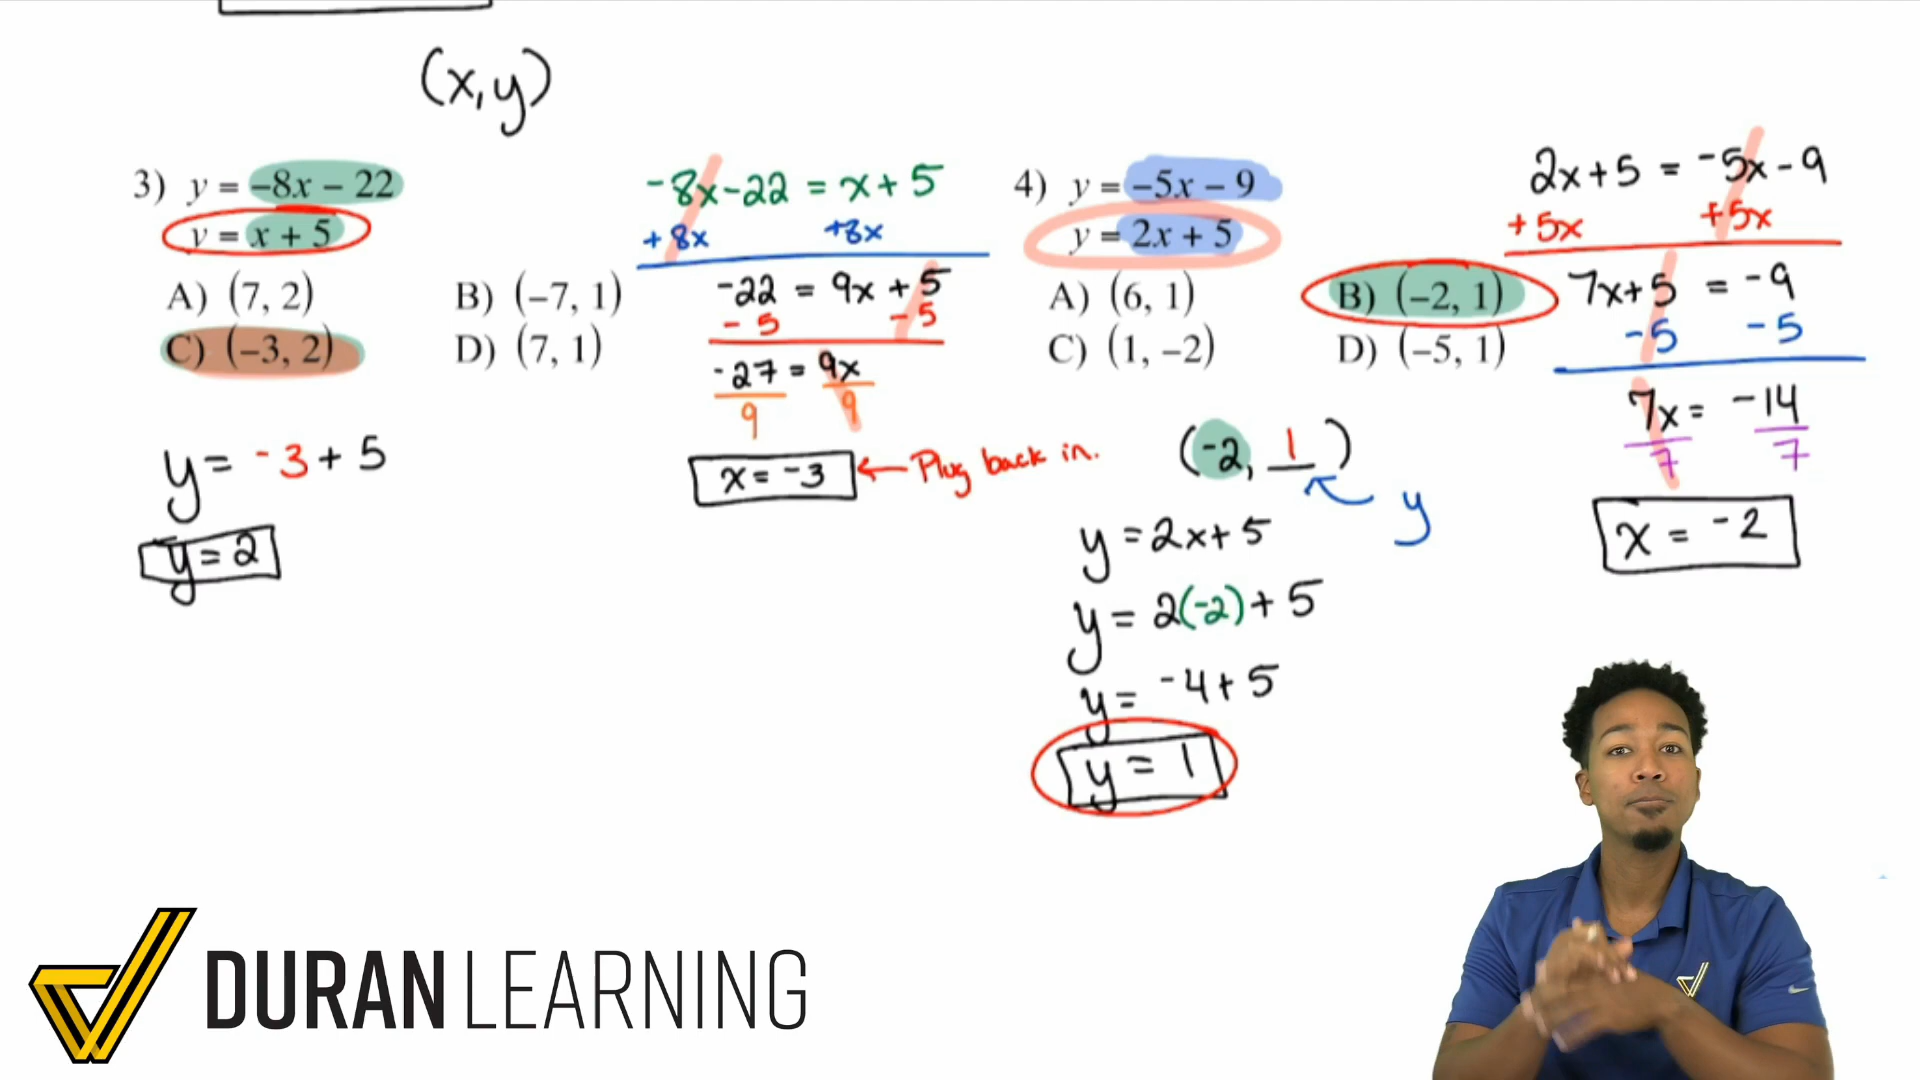 (x,y)
3) y = −8x − 22
y = x + 5
A) (7, 2) B) (−7, 1)
C) (−3, 2) D) (7, 1)
y = -3 + 5
y = 2
-8x-22 = x+5
+8x +8x
-22 = 9x + 5
-5 -5
-27 = 9x
9 9
x = -3 ← Plug back in.
4) y = −5x − 9
y = 2x + 5
A) (6, 1) B) (−2, 1)
C) (1, −2) D) (−5, 1)
2x+5 = -5x-9
+5x +5x
7x+5 = -9
-5 -5
7x = -14
7 7
x = -2
(-2, 1)
y
y = 2x+5
y = 2(-2)+5
y = -4+5
y = 1
DURAN LEARNING